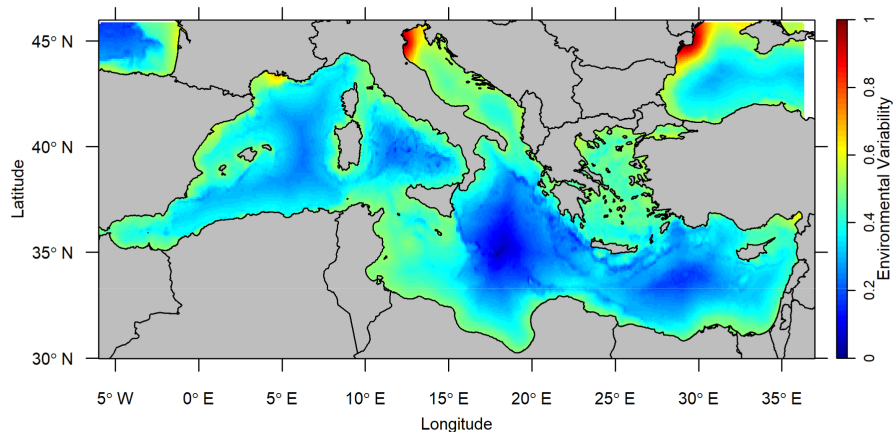 45° N
40° N
35° N
30° N
Latitude
5° W 0° E 5° E 10° E 15° E 20° E 25° E 30° E 35° E
Longitude
1
0.8
0.6
0.4
0.2
0
Environmental Variability